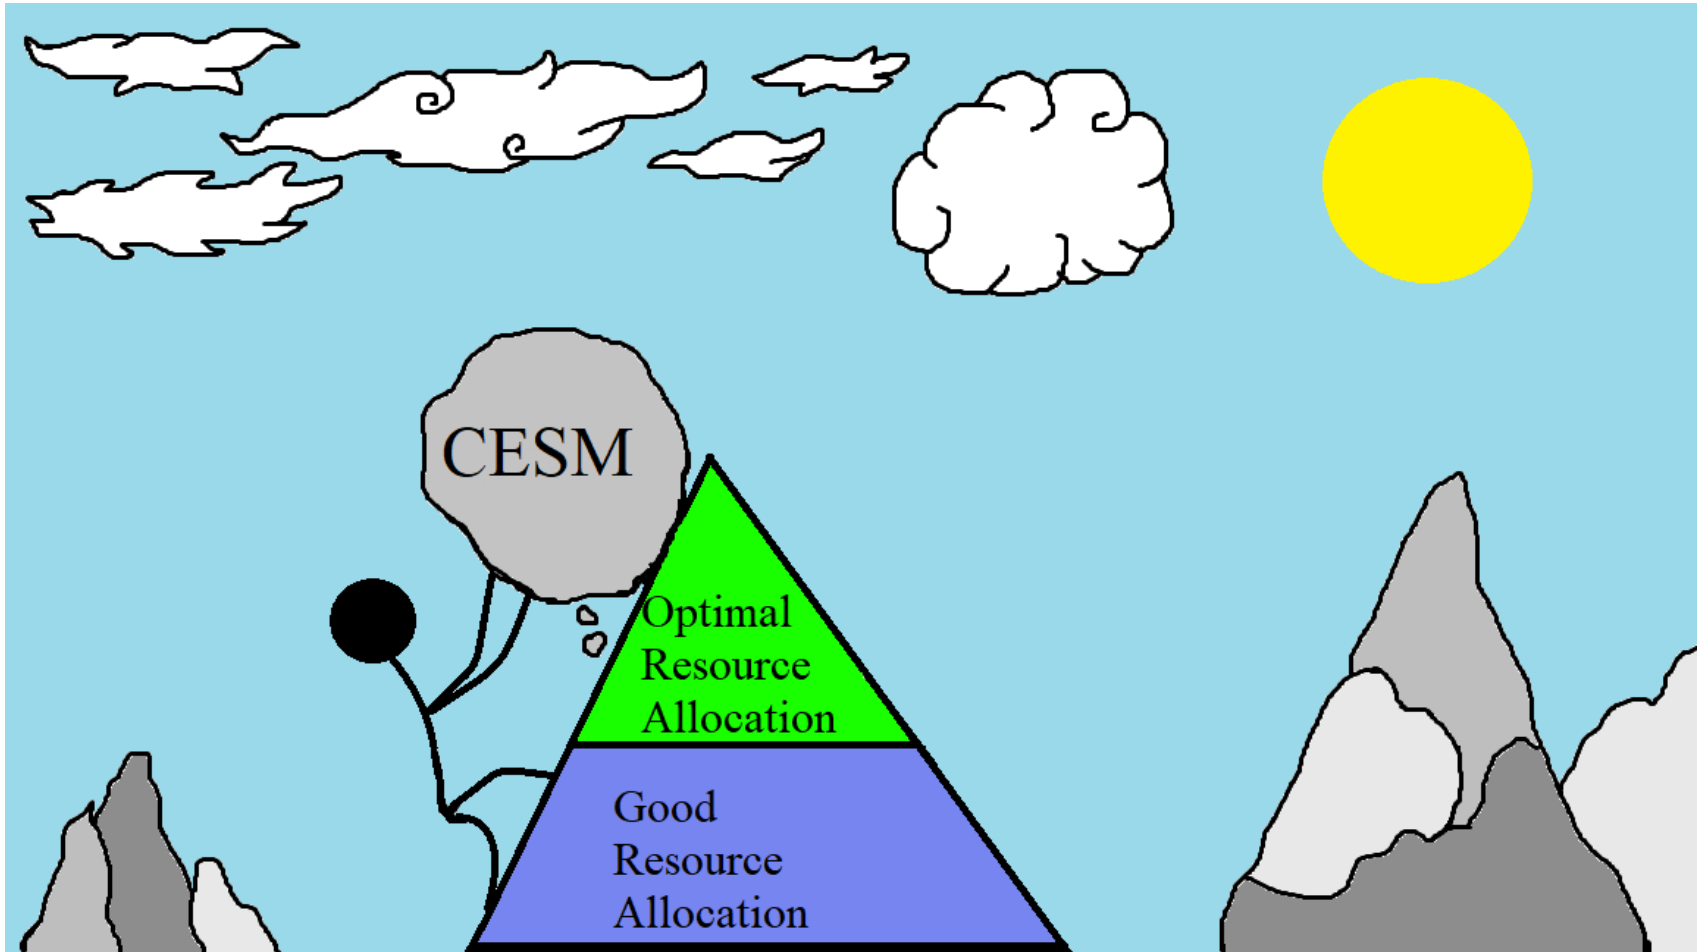 CESM
Optimal
Resource
Allocation
Good
Resource
Allocation